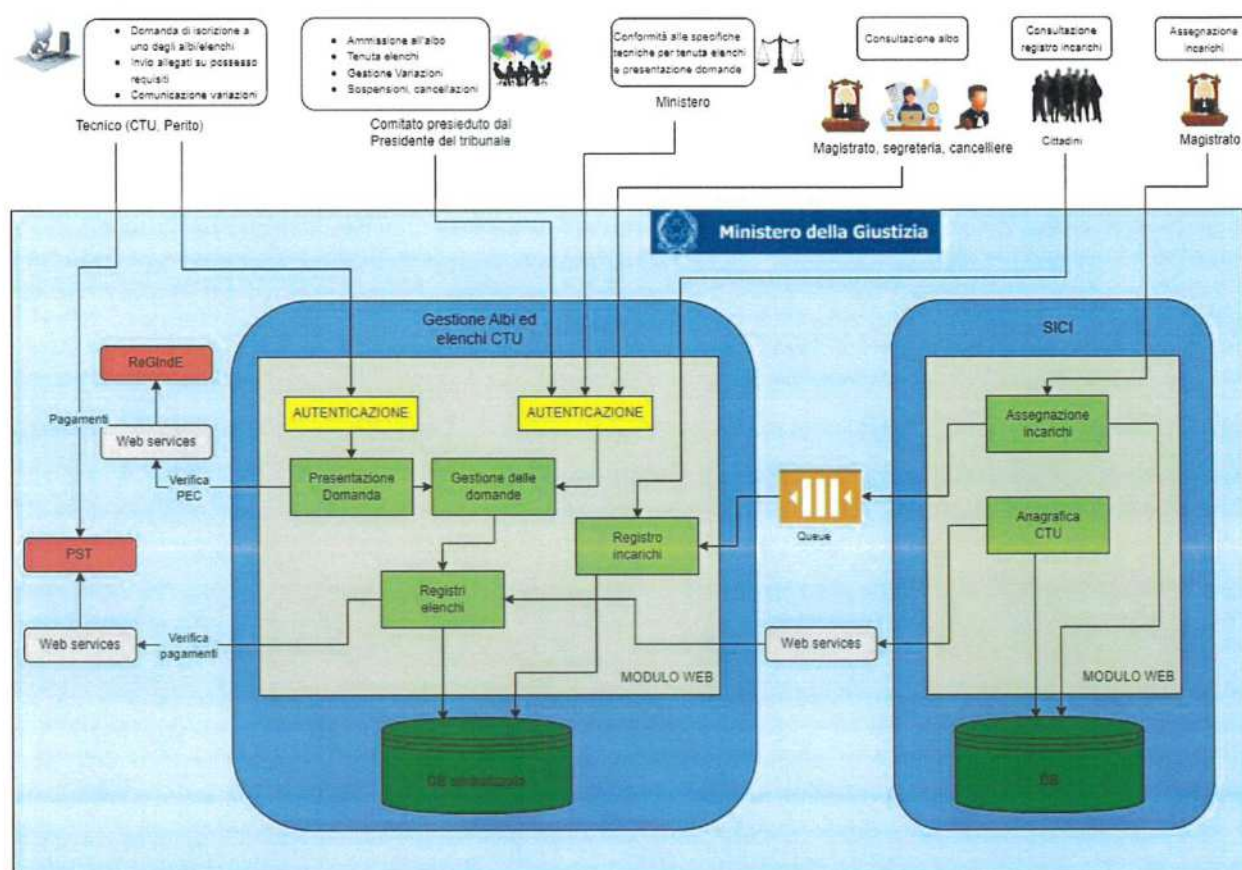 Domanda di iscrizione a
uno degli albi/elenchi
Invio allegati su possesso
requisiti
Comunicazione variazioni
Tecnico (CTU, Perito)
Ammissione all'albo
Tenuta elenchi
Gestione Variazioni
Sospensioni, cancellazioni
Comitato presieduto dal
Presidente del tribunale
Conformità alle specifiche
tecniche per tenuta elenchi
e presentazione domande
Ministero
Consultazione albo
Magistrato, segreteria, cancelliere
Consultazione
registro incarichi
Cittadini
Assegnazione
incarichi
Magistrato
Ministero della Giustizia
Gestione Albi ed
elenchi CTU
SICI
ReGIndE
Pagamenti
Web services
Verifica
PEC
AUTENTICAZIONE
AUTENTICAZIONE
Presentazione
Domanda
Gestione delle
domande
Registro
incarichi
Registri
elenchi
Queue
Assegnazione
incarichi
Anagrafica
CTU
PST
Web services
Verifica
pagamenti
Web services
MODULO WEB
MODULO WEB
DB
DB